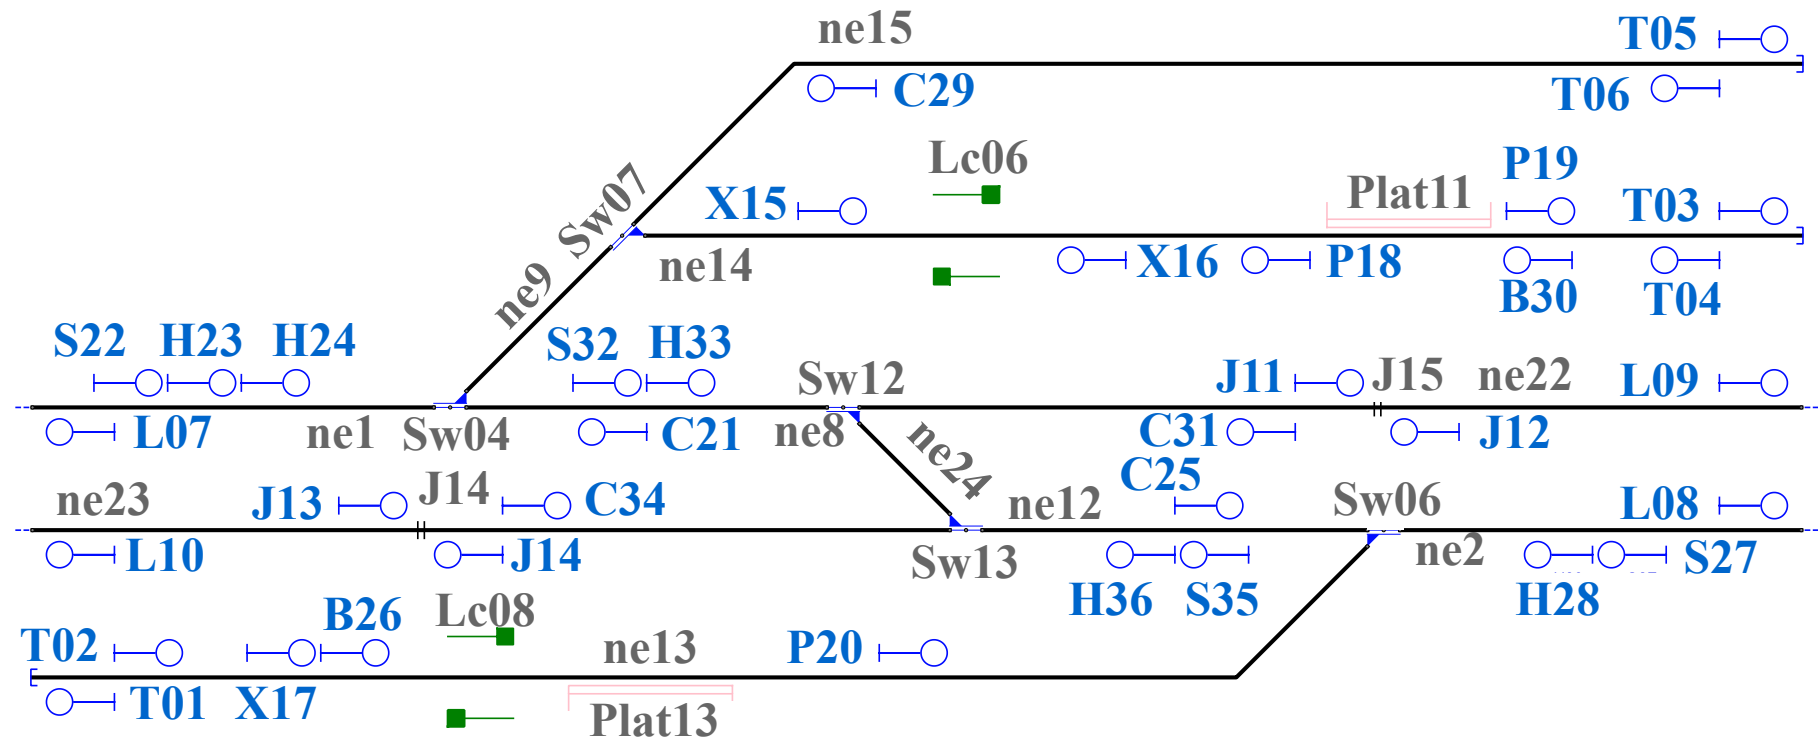 ne15
T05
C29
T06
Lc06
P19
Sw07
X15
Plat11
T03
ne14
X16
P18
B30
T04
ne9
S22
H23
H24
S32
H33
Sw12
J11
J15
ne22
L09
L07
ne1
Sw04
C21
ne8
ne24
C31
J12
ne23
J13
J14
C34
C25
ne12
Sw06
L08
L10
J14
Sw13
H36
S35
ne2
H28
S27
T02
B26
Lc08
ne13
P20
T01
X17
Plat13